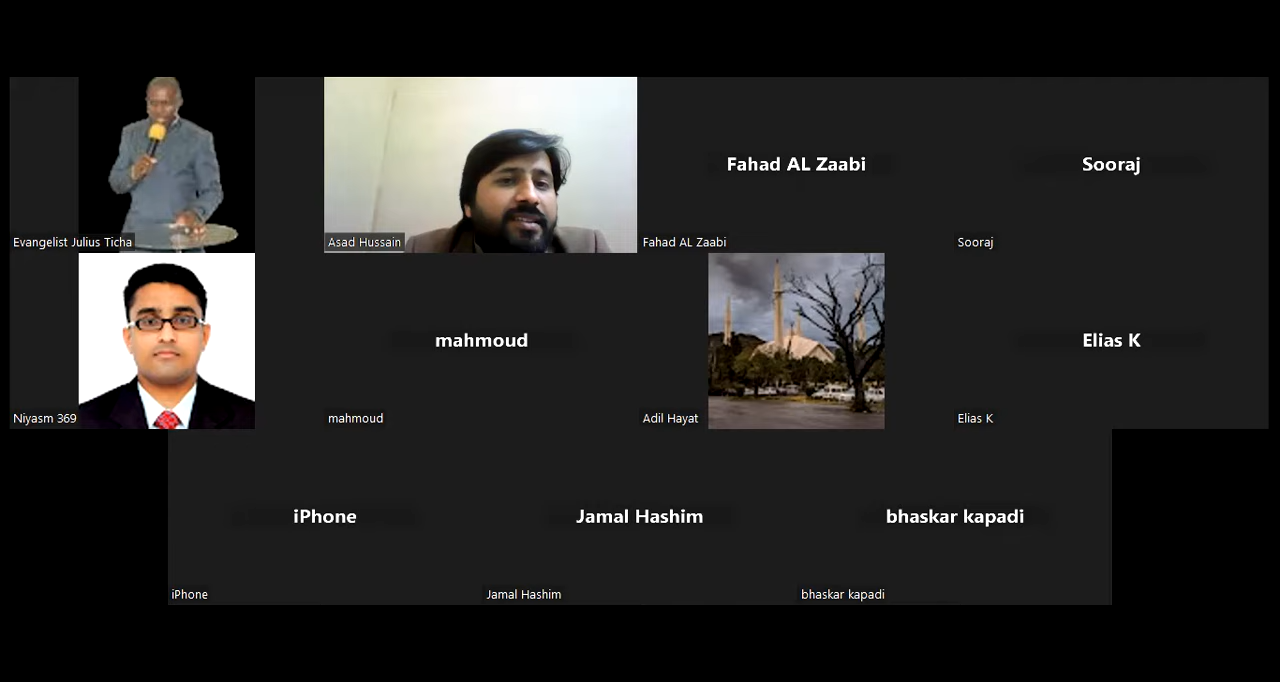 Evangelist Julius Ticha
Asad Hussain
Fahad AL Zaabi
Fahad AL Zaabi
Sooraj
Sooraj
Niyasm 369
mahmoud
mahmoud
Adil Hayat
Elias K
Elias K
iPhone
iPhone
Jamal Hashim
Jamal Hashim
bhaskar kapadi
bhaskar kapadi